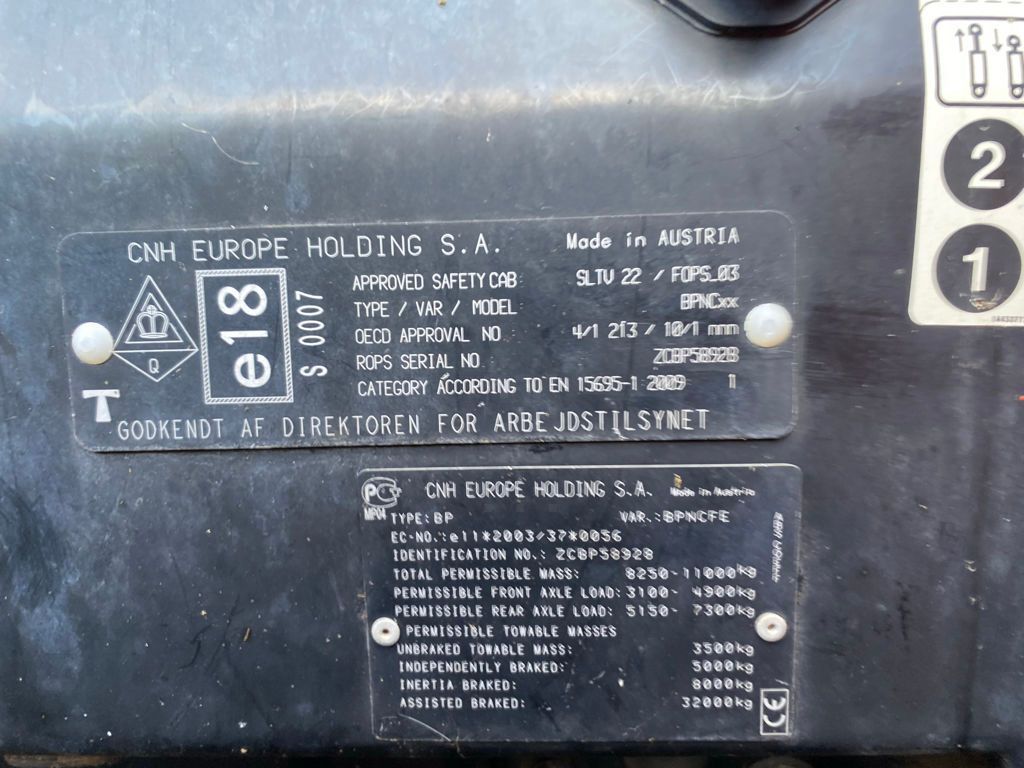 CNH EUROPE HOLDING S.A. Made in AUSTRIA
APPROVED SAFETY CAB SLTV 22 / FOPS_03
TYPE / VAR / MODEL BPNCxx
OECD APPROVAL NO 4/1 213 / 10/1 mnm
ROPS SERIAL NO ZCBP58928
CATEGORY ACCORDING TO EN 15695-1 2009 1
Q
e18
S 0007
T
GODKENDT AF DIREKTOREN FOR ARBEJDSTILSYNET
CNH EUROPE HOLDING S.A. Made in Austria
MP04
TYPE: BP VAR.: BPNCFE
EC-NO.: e11*2003/37*0056
IDENTIFICATION NO.: ZCBP58928
TOTAL PERMISSIBLE MASS: 8250-11000kg
PERMISSIBLE FRONT AXLE LOAD: 3100- 4900kg
PERMISSIBLE REAR AXLE LOAD: 5150- 7300kg
PERMISSIBLE TOWABLE MASSES
UNBRAKED TOWABLE MASS: 3500kg
INDEPENDENTLY BRAKED: 5000kg
INERTIA BRAKED: 8000kg
ASSISTED BRAKED: 32000kg
CE
2
1